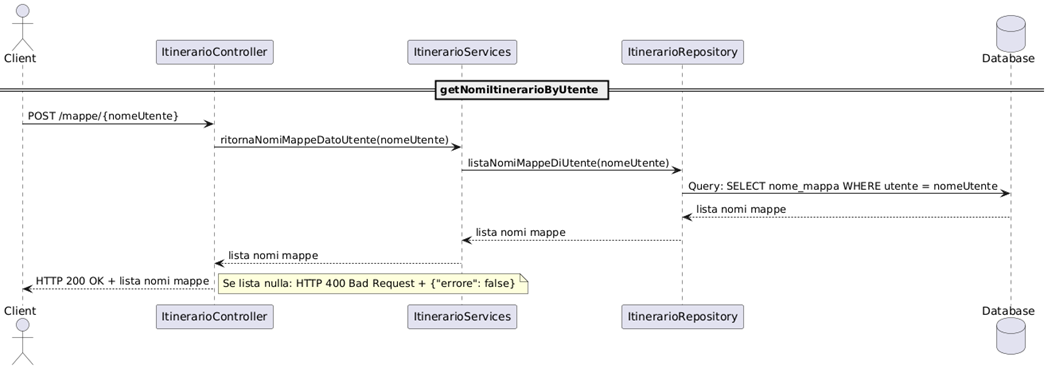 Client
ItinerarioController
ItinerarioServices
ItinerarioRepository
Database
getNomiItinerarioByUtente
POST /mappe/{nomeUtente}
ritornaNomiMappeDatoUtente(nomeUtente)
listaNomiMappeDiUtente(nomeUtente)
Query: SELECT nome_mappa WHERE utente = nomeUtente
lista nomi mappe
lista nomi mappe
lista nomi mappe
HTTP 200 OK + lista nomi mappe
Se lista nulla: HTTP 400 Bad Request + {"errore": false}
Client
ItinerarioController
ItinerarioServices
ItinerarioRepository
Database